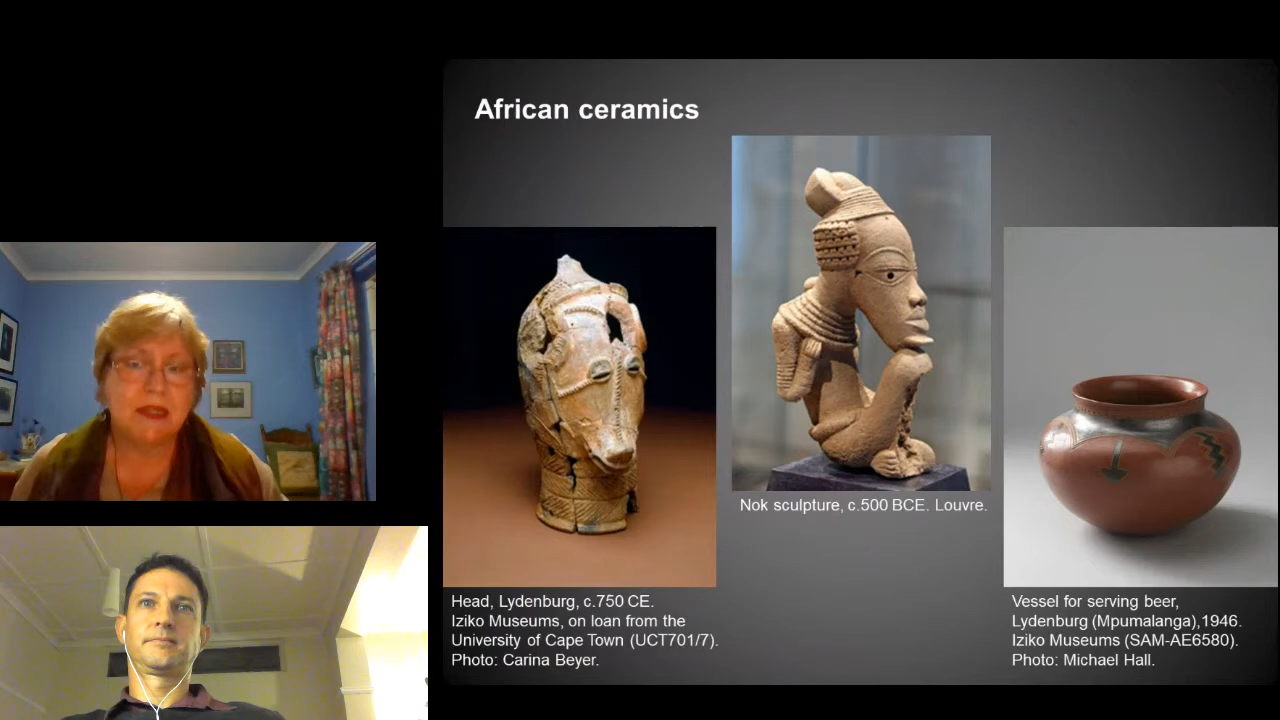 African ceramics
Nok sculpture, c.500 BCE. Louvre.
Head, Lydenburg, c.750 CE.
Iziko Museums, on loan from the
University of Cape Town (UCT701/7).
Photo: Carina Beyer.
Vessel for serving beer,
Lydenburg (Mpumalanga),1946.
Iziko Museums (SAM-AE6580).
Photo: Michael Hall.